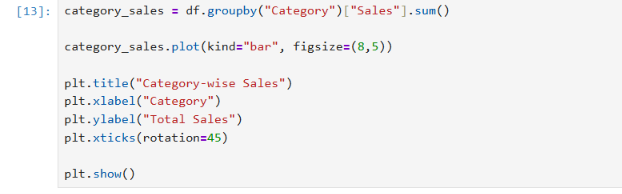 [13]: category_sales = df.groupby("Category")["Sales"].sum()
category_sales.plot(kind="bar", figsize=(8,5))
plt.title("Category-wise Sales")
plt.xlabel("Category")
plt.ylabel("Total Sales")
plt.xticks(rotation=45)
plt.show()